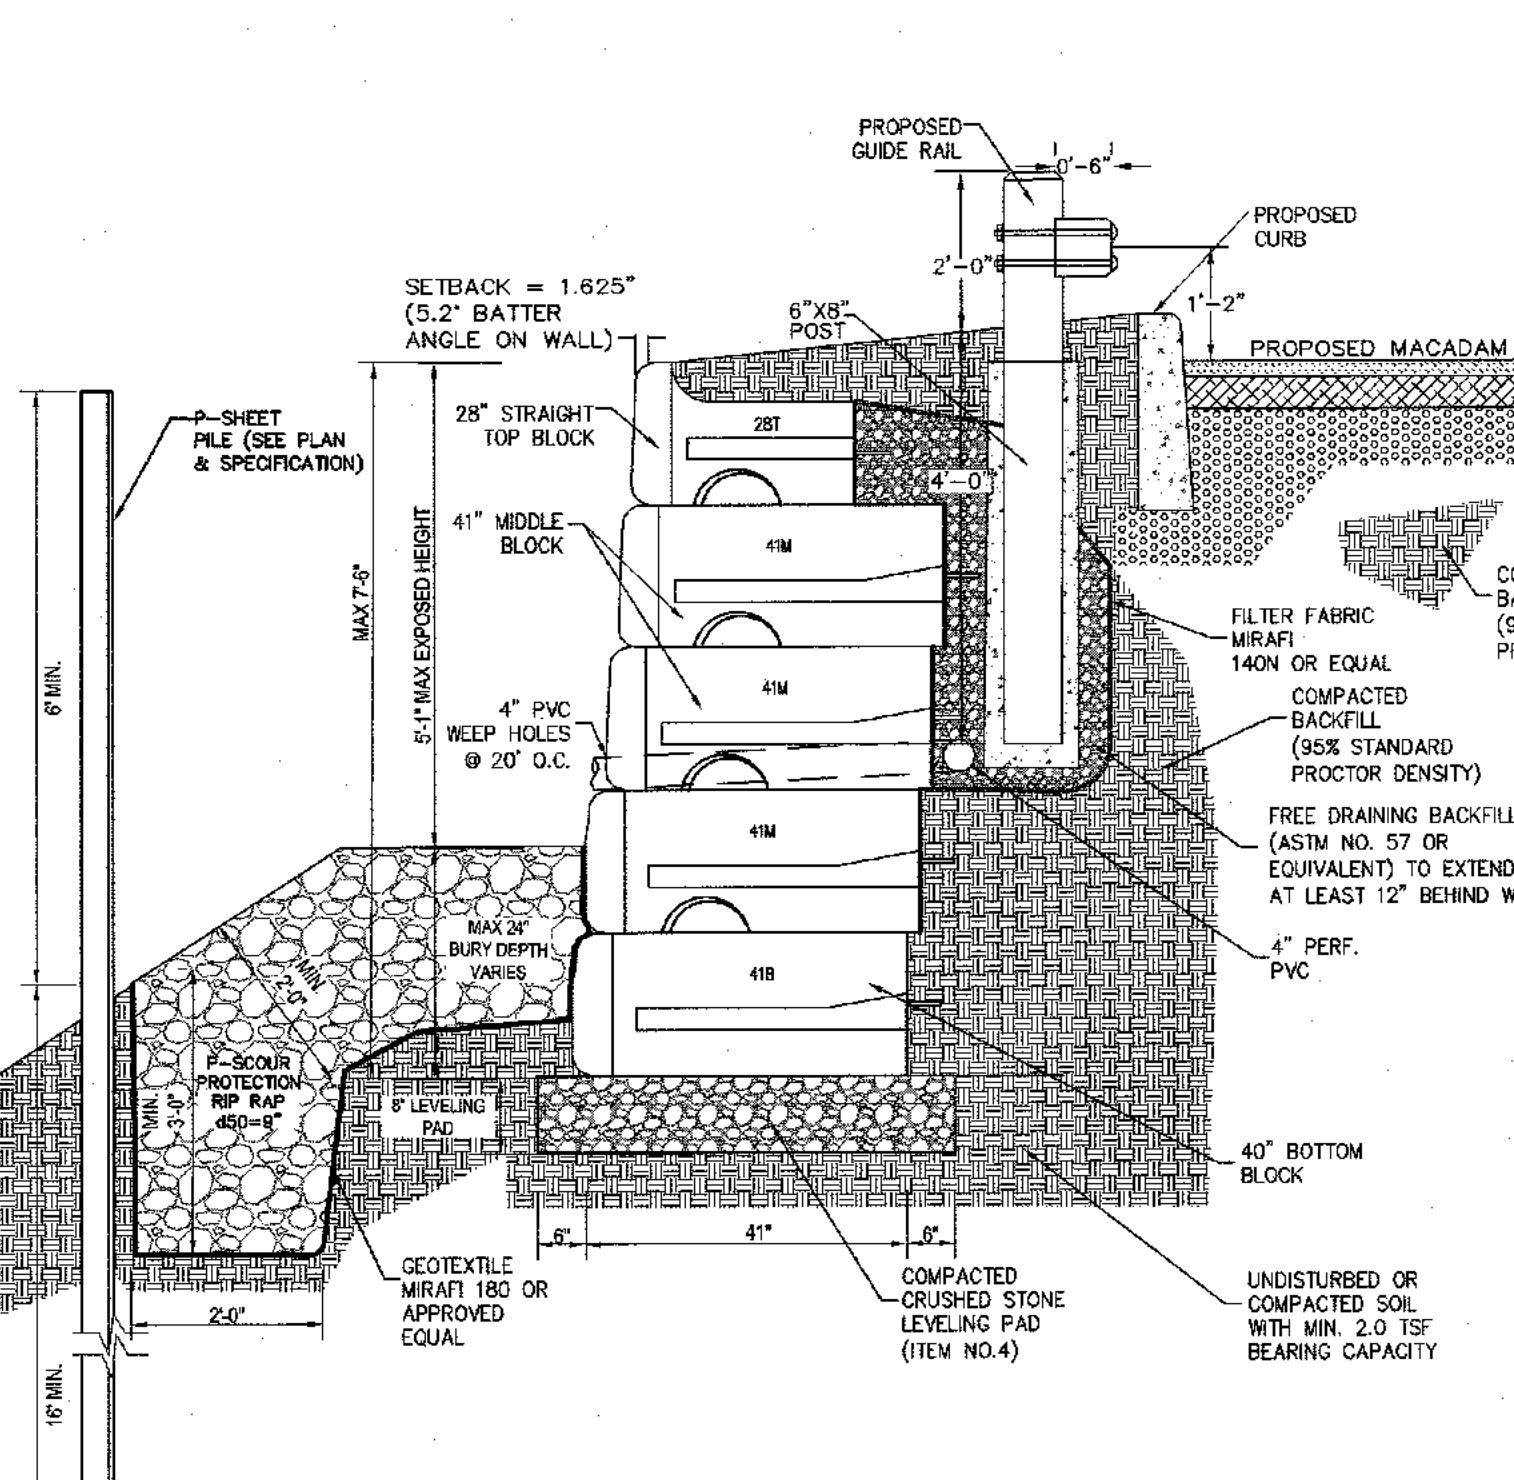 PROPOSED
GUIDE RAIL
0'-6"
PROPOSED
CURB
2'-0"
1'-2"
SETBACK = 1.625"
(5.2° BATTER
ANGLE ON WALL)
6"X8"
POST
PROPOSED MACADAM
P-SHEET
PILE (SEE PLAN
& SPECIFICATION)
28" STRAIGHT
TOP BLOCK
28T
4'-0"
41" MIDDLE
BLOCK
41M
MAX 7'-6"
5'-1" MAX EXPOSED HEIGHT
6' MIN.
FILTER FABRIC
MIRAFI
140N OR EQUAL
41M
4" PVC
WEEP HOLES
@ 20' O.C.
COMPACTED
BACKFILL
(95% STANDARD
PROCTOR DENSITY)
41M
FREE DRAINING BACKFILL
(ASTM NO. 57 OR
EQUIVALENT) TO EXTEND
AT LEAST 12" BEHIND W
MAX 24"
BURY DEPTH
VARIES
4" PERF.
PVC
MIN.
2'-0"
41B
P-SCOUR
PROTECTION
RIP RAP
d50=9"
MIN.
3'-0"
8" LEVELING
PAD
40" BOTTOM
BLOCK
6"
41"
6"
GEOTEXTILE
MIRAFI 180 OR
APPROVED
EQUAL
COMPACTED
CRUSHED STONE
LEVELING PAD
(ITEM NO.4)
UNDISTURBED OR
COMPACTED SOIL
WITH MIN. 2.0 TSF
BEARING CAPACITY
2'-0"
16' MIN.